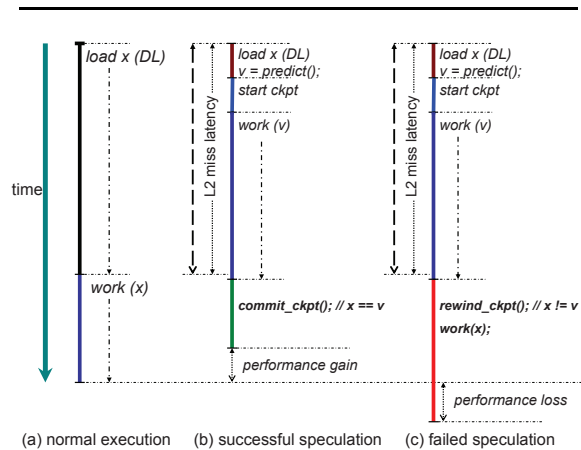 time
load x (DL)
work (x)
(a) normal execution
L2 miss latency
load x (DL)
v = predict();
start ckpt
work (v)
commit_ckpt(); // x == v
performance gain
(b) successful speculation
L2 miss latency
load x (DL)
v = predict();
start ckpt
work (v)
rewind_ckpt(); // x != v
work(x);
performance loss
(c) failed speculation